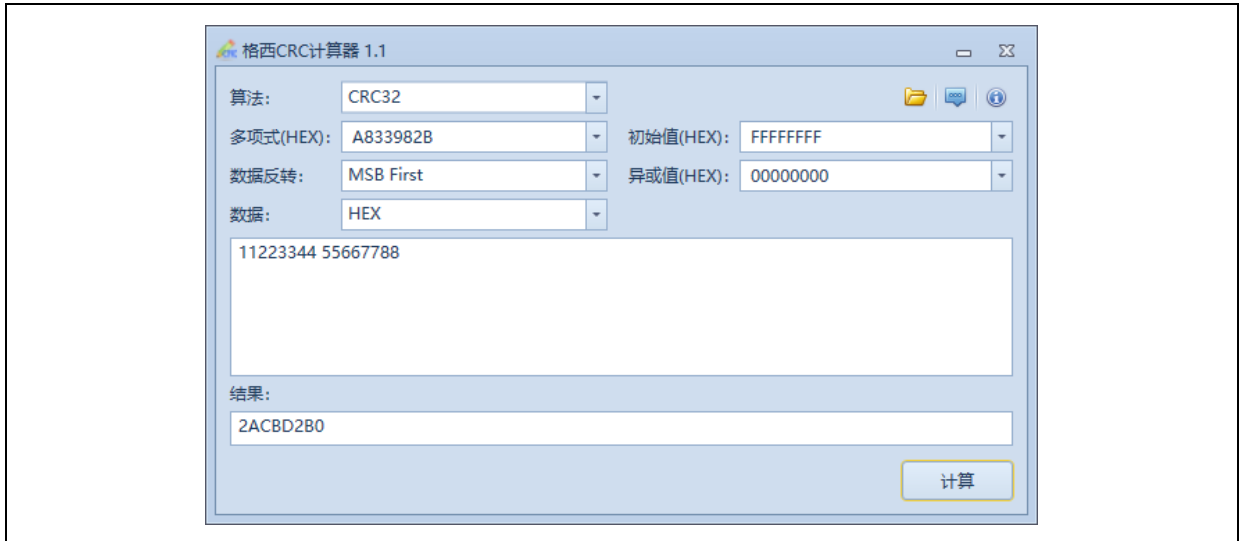 格西CRC计算器 1.1
算法: CRC32
多项式(HEX): A833982B 初始值(HEX): FFFFFFFF
数据反转: MSB First 异或值(HEX): 00000000
数据: HEX
11223344 55667788
结果:
2ACBD2B0
计算